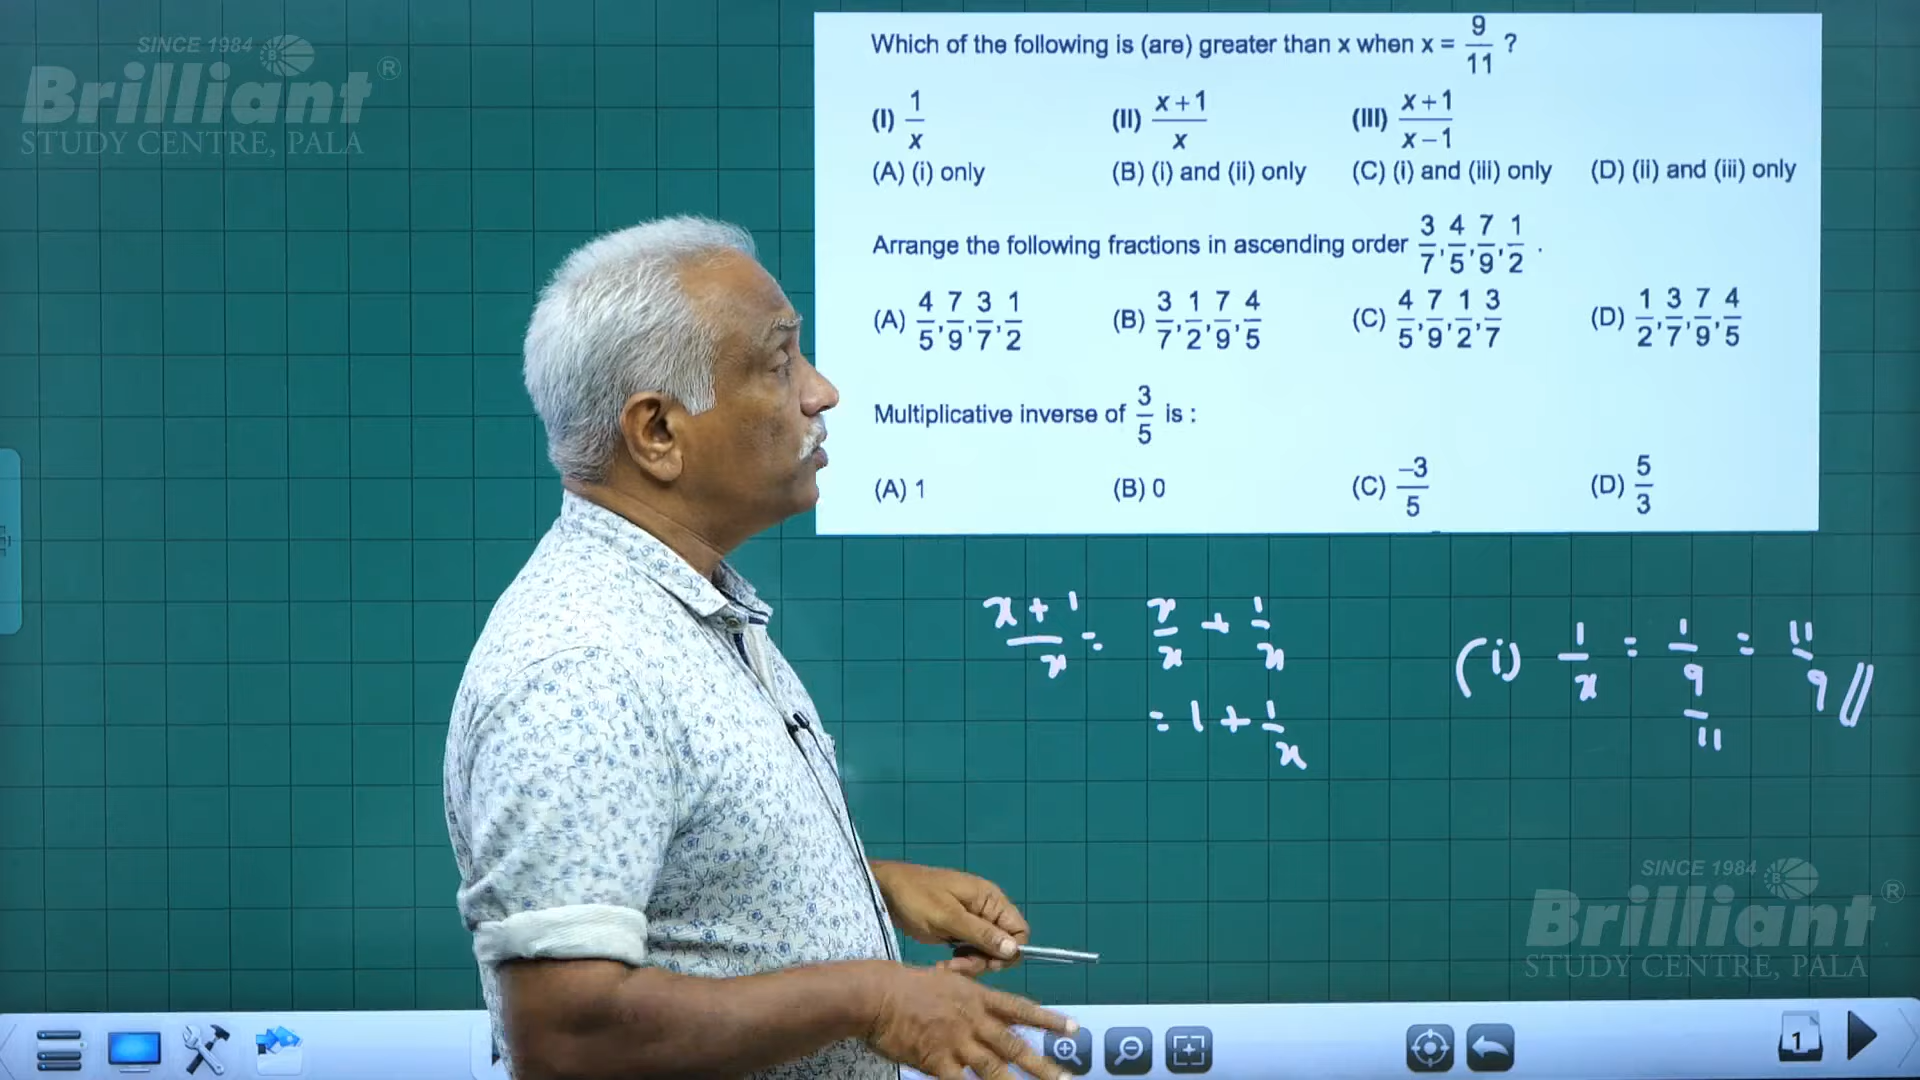 SINCE 1984
Brilliant®
STUDY CENTRE, PALA
Which of the following is (are) greater than x when x = 9/11 ?
(I) 1/x (II) x+1/x (III) x+1/x−1
(A) (i) only (B) (i) and (ii) only (C) (i) and (iii) only (D) (ii) and (iii) only
Arrange the following fractions in ascending order 3/7, 4/5, 7/9, 1/2 .
(A) 4/5, 7/9, 3/7, 1/2 (B) 3/7, 1/2, 7/9, 4/5 (C) 4/5, 7/9, 1/2, 3/7 (D) 1/2, 3/7, 7/9, 4/5
Multiplicative inverse of 3/5 is :
(A) 1 (B) 0 (C) −3/5 (D) 5/3
x+1/x = x/x + 1/x
= 1 + 1/x
(i) 1/x = 1/(9/11) = 11/9 //
SINCE 1984
Brilliant®
STUDY CENTRE, PALA
1